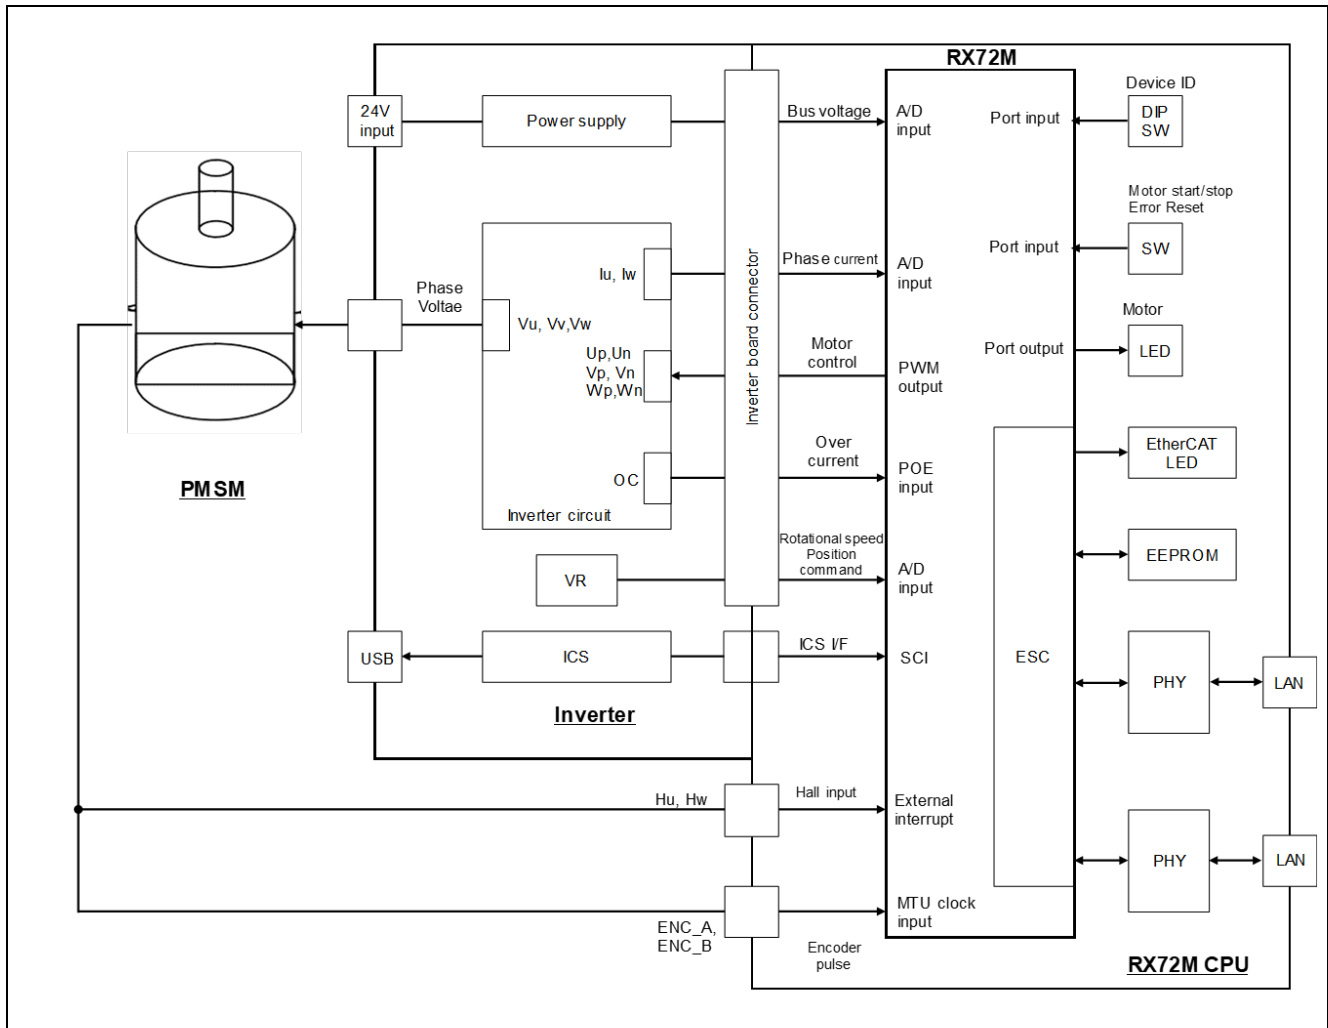 RX72M
Device ID
24V
input
Power supply
Bus voltage
A/D
input
Port input
DIP
SW
Motor start/stop
Error Reset
Phase
Voltae
Iu, Iw
Phase current
A/D
input
Port input
SW
Vu, Vv,Vw
Inverter board connector
Motor
Up,Un
Vp, Vn
Wp,Wn
Motor
control
PWM
output
Port output
LED
PMSM
OC
Inverter circuit
Over
current
POE
input
EtherCAT
LED
VR
Rotational speed
Position
command
A/D
input
EEPROM
USB
ICS
ICS I/F
SCI
ESC
PHY
LAN
Inverter
Hu, Hw
Hall input
External
interrupt
PHY
LAN
ENC_A,
ENC_B
Encoder
pulse
MTU clock
input
RX72M CPU